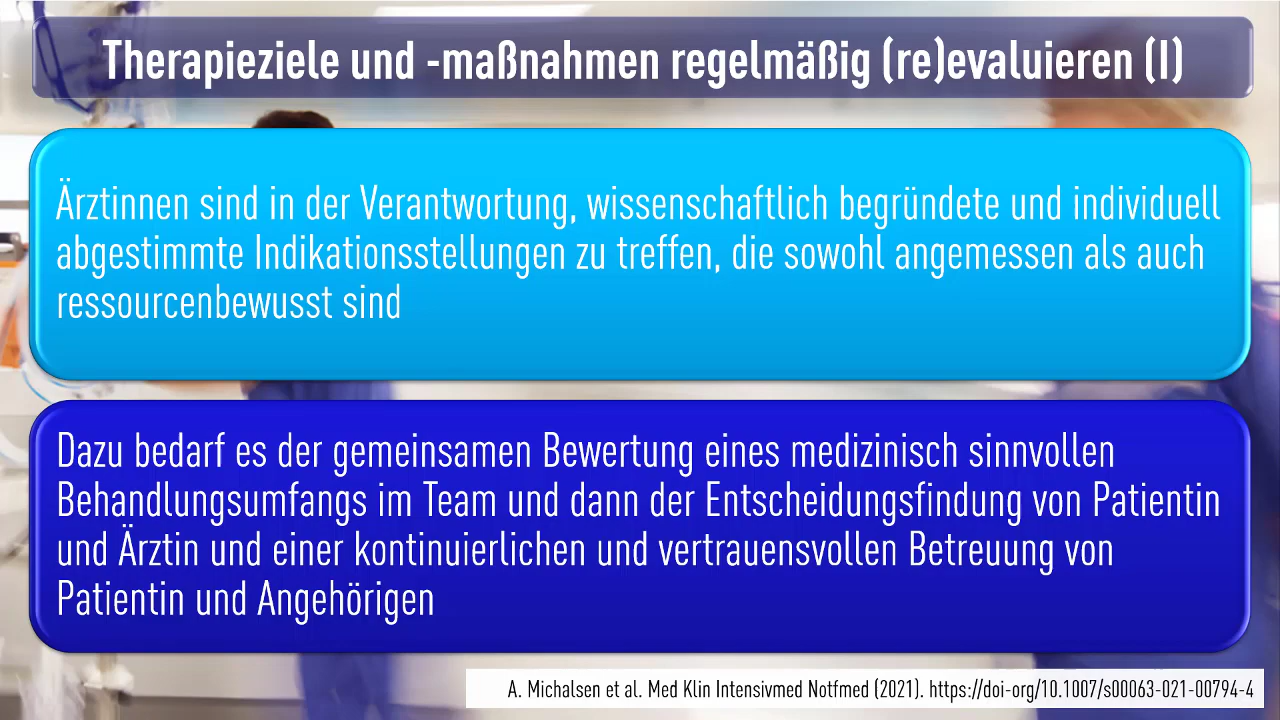 Therapieziele und -maßnahmen regelmäßig (re)evaluieren (I)
Ärztinnen sind in der Verantwortung, wissenschaftlich begründete und individuell
abgestimmte Indikationsstellungen zu treffen, die sowohl angemessen als auch
ressourcenbewusst sind
Dazu bedarf es der gemeinsamen Bewertung eines medizinisch sinnvollen
Behandlungsumfangs im Team und dann der Entscheidungsfindung von Patientin
und Ärztin und einer kontinuierlichen und vertrauensvollen Betreuung von
Patientin und Angehörigen
A. Michalsen et al. Med Klin Intensivmed Notfmed (2021). https://doi-org/10.1007/s00063-021-00794-4